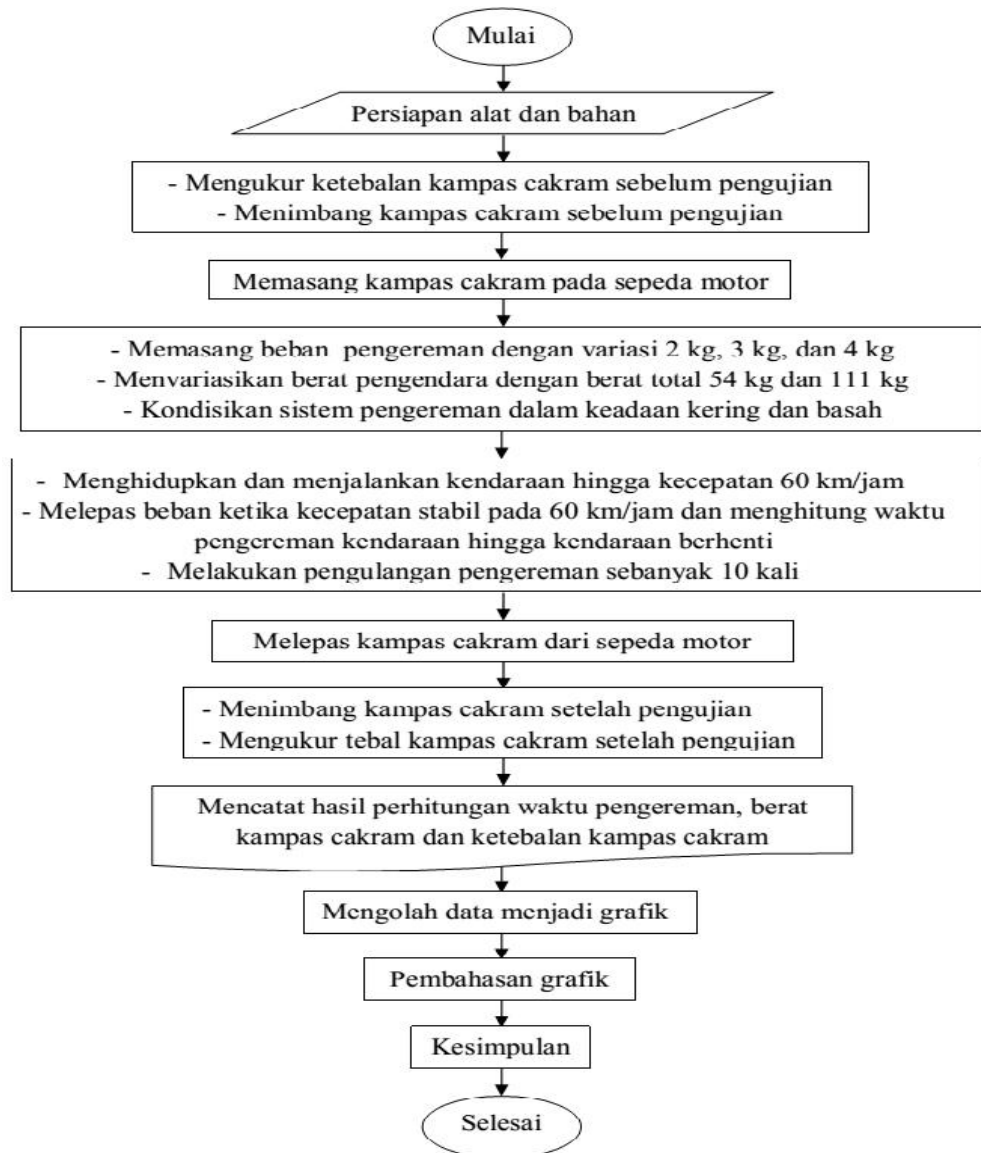 Mulai
Persiapan alat dan bahan
- Mengukur ketebalan kampas cakram sebelum pengujian
- Menimbang kampas cakram sebelum pengujian
Memasang kampas cakram pada sepeda motor
- Memasang beban pengereman dengan variasi 2 kg, 3 kg, dan 4 kg
- Menvariasikan berat pengendara dengan berat total 54 kg dan 111 kg
- Kondisikan sistem pengereman dalam keadaan kering dan basah
- Menghidupkan dan menjalankan kendaraan hingga kecepatan 60 km/jam
- Melepas beban ketika kecepatan stabil pada 60 km/jam dan menghitung waktu
pengereman kendaraan hingga kendaraan berhenti
- Melakukan pengulangan pengereman sebanyak 10 kali
Melepas kampas cakram dari sepeda motor
- Menimbang kampas cakram setelah pengujian
- Mengukur tebal kampas cakram setelah pengujian
Mencatat hasil perhitungan waktu pengereman, berat
kampas cakram dan ketebalan kampas cakram
Mengolah data menjadi grafik
Pembahasan grafik
Kesimpulan
Selesai